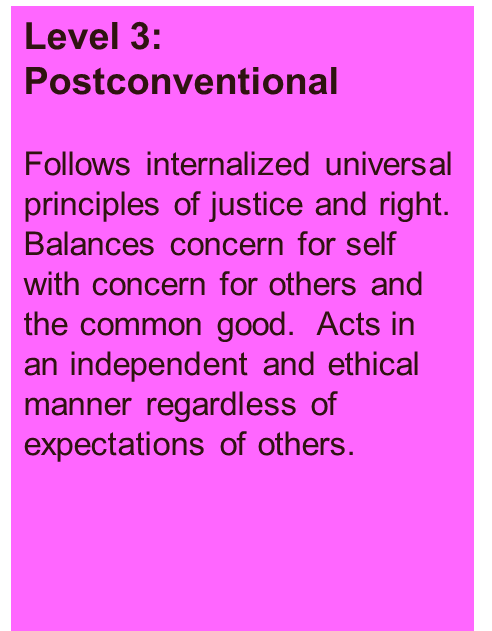 Level 3:
Postconventional
Follows internalized universal
principles of justice and right.
Balances concern for self
with concern for others and
the common good. Acts in
an independent and ethical
manner regardless of
expectations of others.